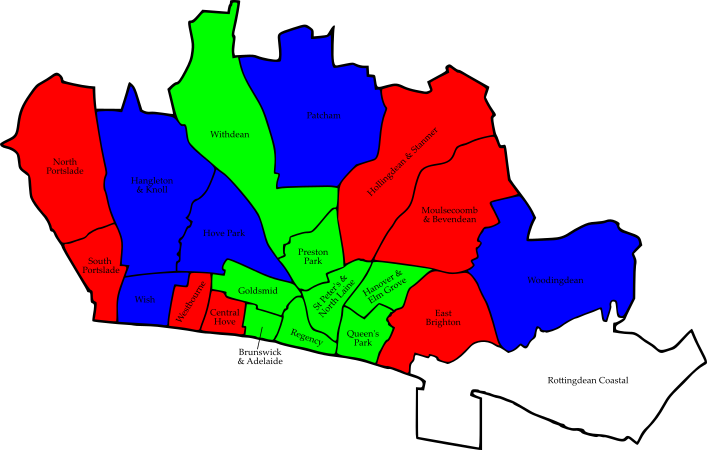 Withdean
Patcham
Hollingdean & Stanmer
North
Portslade
Hangleton
& Knoll
Moulsecoomb
& Bevendean
Hove Park
Preston
Park
South
Portslade
Woodingdean
Goldsmid
St Peter's &
North Laine
Hanover &
Elm Grove
Wish
Westbourne
Central
Hove
East
Brighton
Regency
Queen's
Park
Brunswick
& Adelaide
Rottingdean Coastal